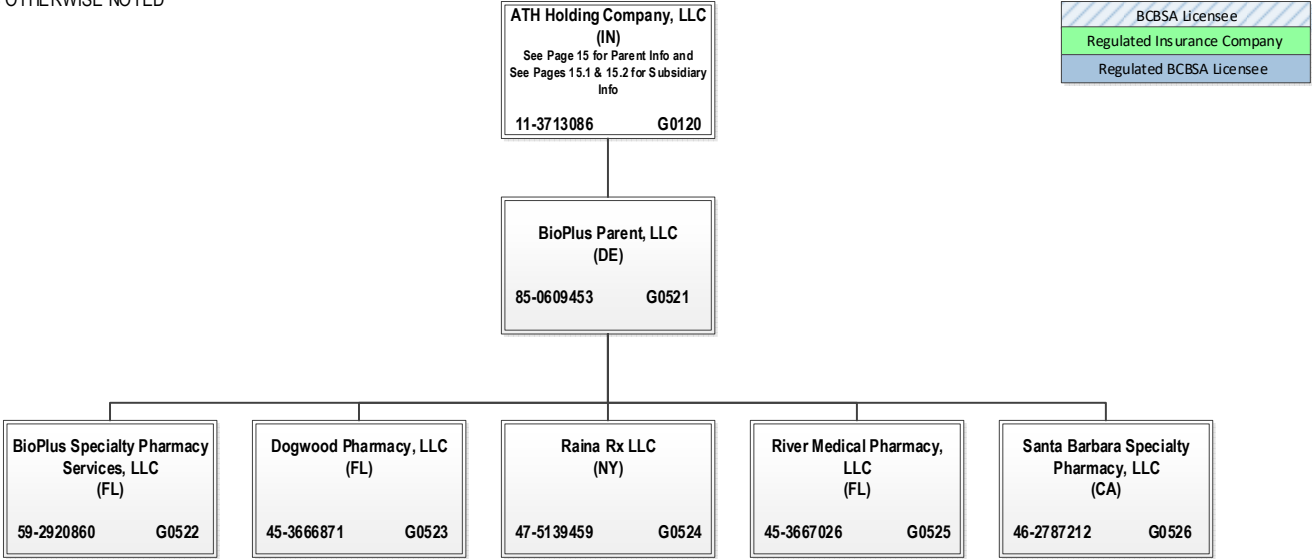 OTHERWISE NOTED
ATH Holding Company, LLC
(IN)
See Page 15 for Parent Info and
See Pages 15.1 & 15.2 for Subsidiary
Info
11-3713086 G0120
BCBSA Licensee
Regulated Insurance Company
Regulated BCBSA Licensee
BioPlus Parent, LLC
(DE)
85-0609453 G0521
BioPlus Specialty Pharmacy
Services, LLC
(FL)
59-2920860 G0522
Dogwood Pharmacy, LLC
(FL)
45-3666871 G0523
Raina Rx LLC
(NY)
47-5139459 G0524
River Medical Pharmacy,
LLC
(FL)
45-3667026 G0525
Santa Barbara Specialty
Pharmacy, LLC
(CA)
46-2787212 G0526